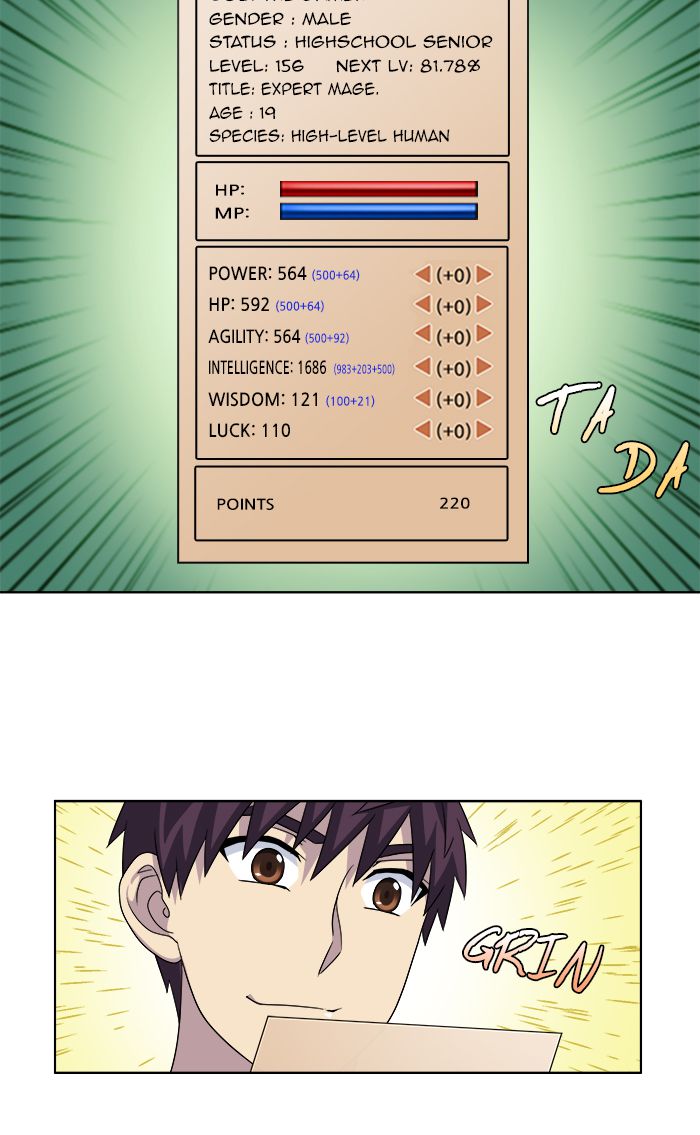 GENDER : MALE
STATUS : HIGHSCHOOL SENIOR
LEVEL: 156 NEXT LV: 81.78%
TITLE: EXPERT MAGE.
AGE : 19
SPECIES: HIGH-LEVEL HUMAN
HP:
MP:
POWER: 564 (500+64) (+0)
HP: 592 (500+64) (+0)
AGILITY: 564 (500+92) (+0)
INTELLIGENCE: 1686 (983+203+500) (+0)
WISDOM: 121 (100+21) (+0)
LUCK: 110 (+0)
POINTS 220
TA
DA
GRIN